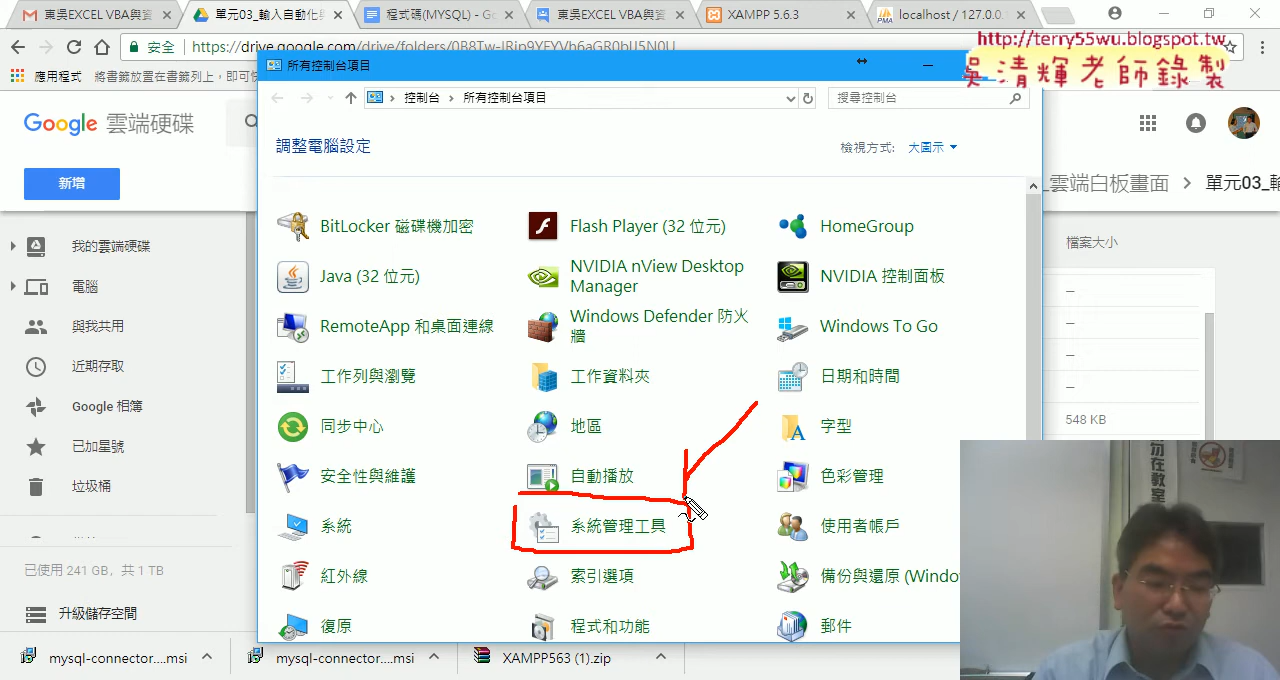 東吳EXCEL VBA與資
單元03_輸入自動化與
程式碼(MYSQL) - Go
東吳EXCEL VBA與資
XAMPP 5.6.3
localhost / 127.0.0.
安全
https://drive.google.com/drive/folders/0B8Tw-IRip9YFYVh6aGR0bU5N0U
http://terry55wu.blogspot.tw
吳清輝老師錄製
應用程式
將書籤放置在書籤列上，即可快
所有控制台項目
控制台 > 所有控制台項目
搜尋控制台
Google 雲端硬碟
新增
_雲端白板畫面 > 單元03_輸
調整電腦設定
檢視方式:
大圖示
我的雲端硬碟
電腦
與我共用
近期存取
Google 相簿
已加星號
垃圾桶
已使用 241 GB，共 1 TB
升級儲存空間
BitLocker 磁碟機加密
Flash Player (32 位元)
HomeGroup
Java (32 位元)
NVIDIA nView Desktop
Manager
NVIDIA 控制面板
RemoteApp 和桌面連線
Windows Defender 防火
牆
Windows To Go
工作列與瀏覽
工作資料夾
日期和時間
同步中心
地區
字型
安全性與維護
自動播放
色彩管理
系統
系統管理工具
使用者帳戶
紅外線
索引選項
備份與還原 (Windo
復原
程式和功能
郵件
檔案大小
–
–
–
–
548 KB
勿在教室
mysql-connector....msi
mysql-connector....msi
XAMPP563 (1).zip